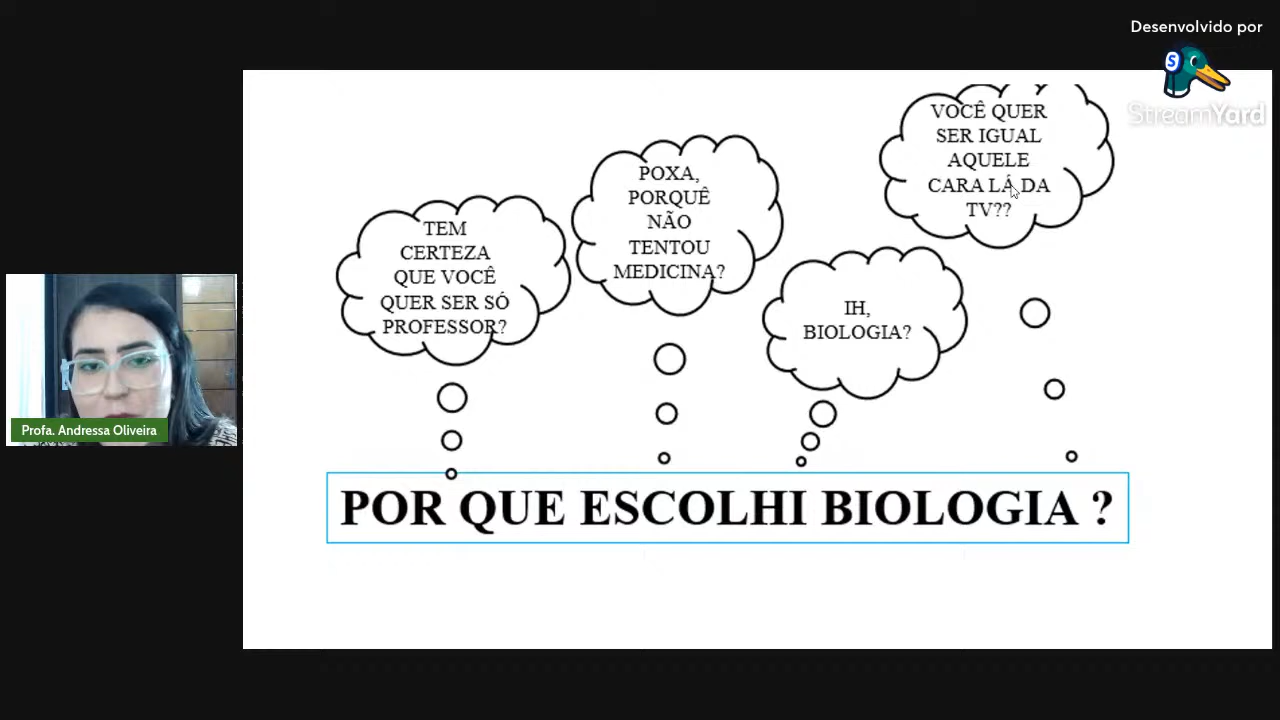 Desenvolvido por
StreamYard
VOCÊ QUER
SER IGUAL
AQUELE
CARA LÁ DA
TV??
POXA,
PORQUÊ
NÃO
TENTOU
MEDICINA?
TEM
CERTEZA
QUE VOCÊ
QUER SER SÓ
PROFESSOR?
IH,
BIOLOGIA?
Profa. Andressa Oliveira
POR QUE ESCOLHI BIOLOGIA ?